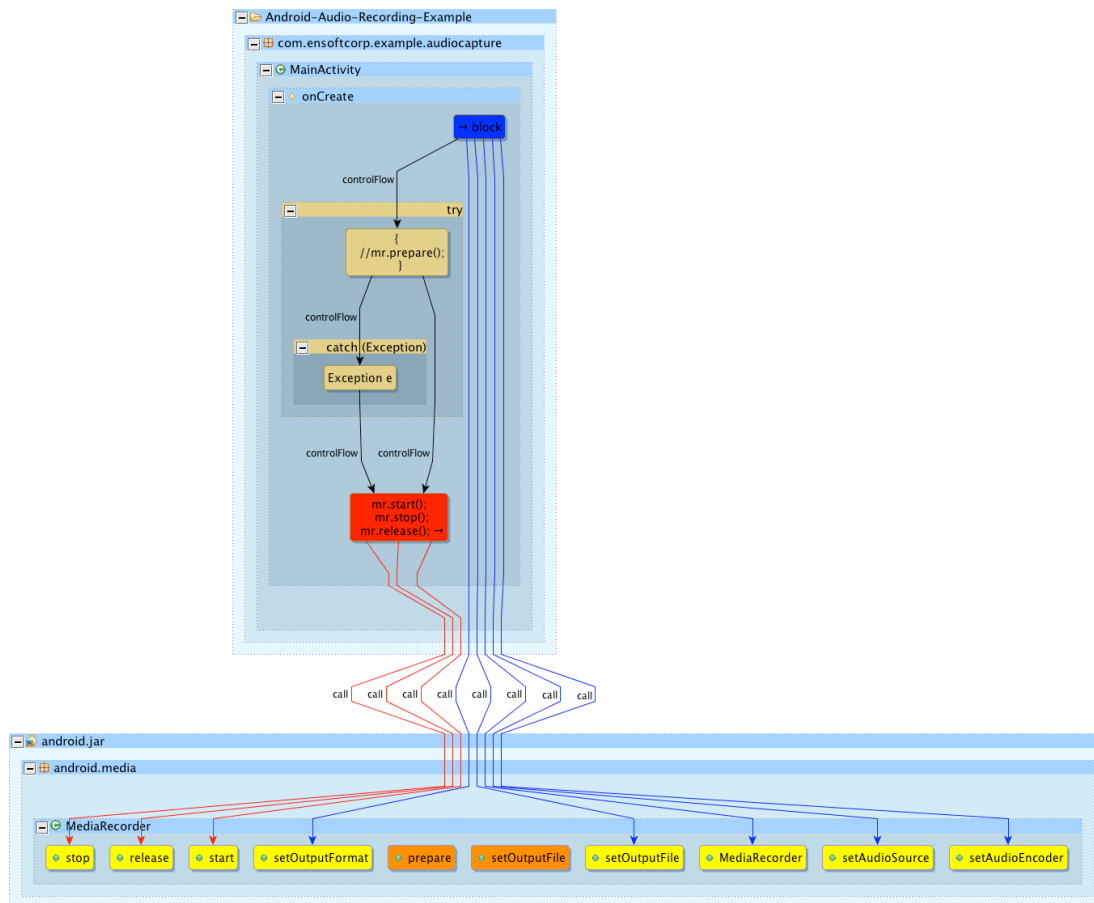 Android-Audio-Recording-Example
com.ensoftcorp.example.audiocapture
MainActivity
onCreate
→ block
controlFlow
try
{
//mr.prepare();
}
controlFlow
catch (Exception)
Exception e
controlFlow controlFlow
mr.start();
mr.stop();
mr.release(); →
call call call call call call call call
android.jar
android.media
MediaRecorder
stop release start setOutputFormat prepare setOutputFile setOutputFile MediaRecorder setAudioSource setAudioEncoder